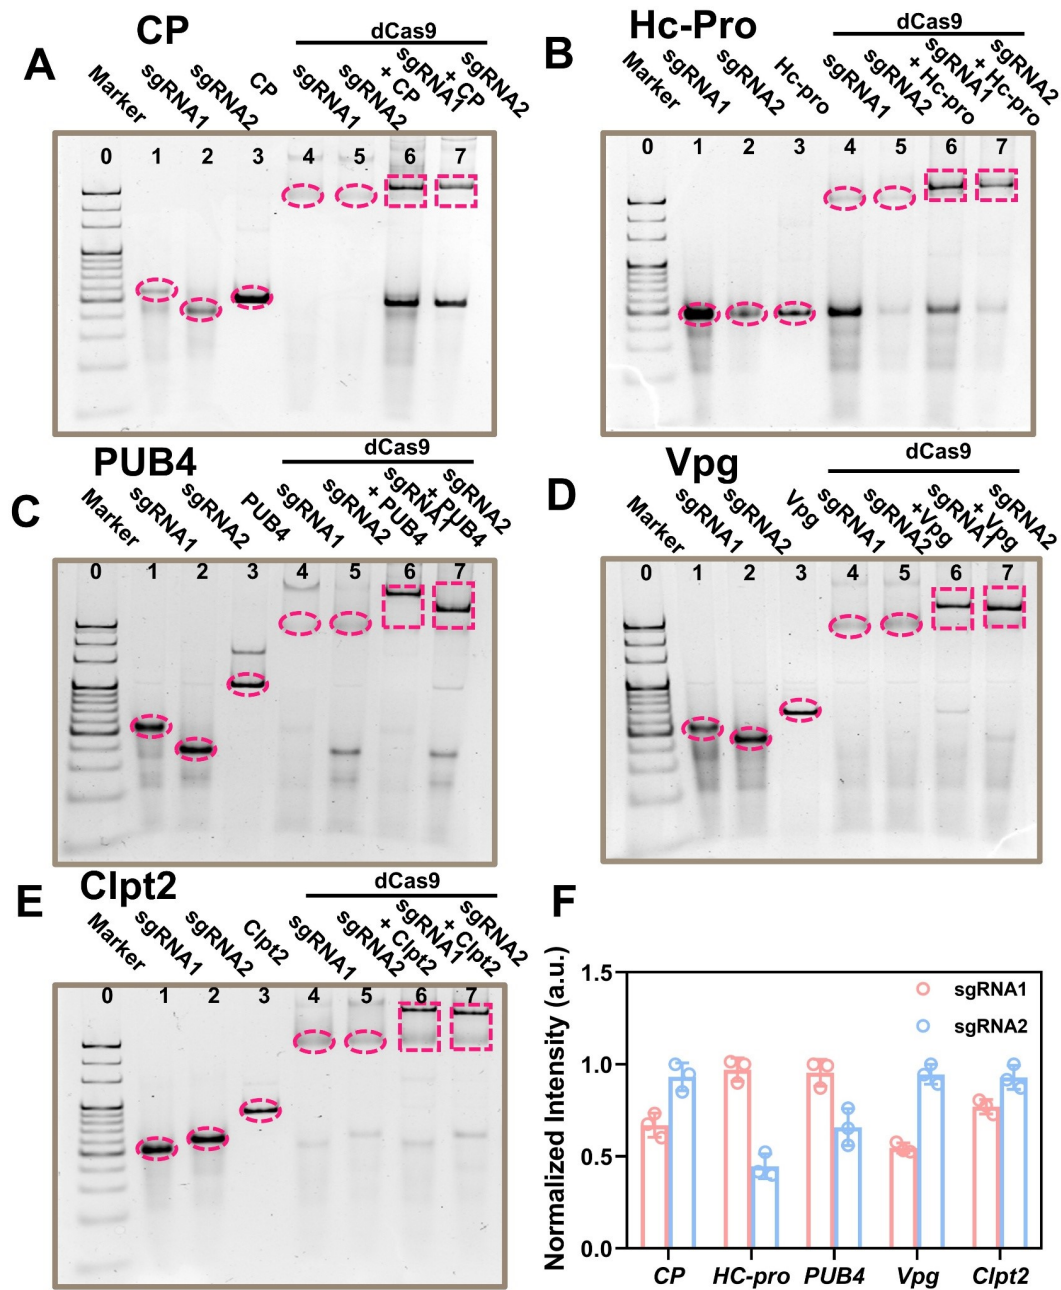 A
CP
dCas9
Marker
sgRNA1
sgRNA2
CP
sgRNA1
sgRNA2
sgRNA1
+ CP
sgRNA2
+ CP
0 1 2 3 4 5 6 7
B
Hc-Pro
dCas9
Marker
sgRNA1
sgRNA2
Hc-pro
sgRNA1
sgRNA2
sgRNA1
+ Hc-pro
sgRNA2
+ Hc-pro
0 1 2 3 4 5 6 7
C
PUB4
dCas9
Marker
sgRNA1
sgRNA2
PUB4
sgRNA1
sgRNA2
sgRNA1
+ PUB4
sgRNA2
+ PUB4
0 1 2 3 4 5 6 7
D
Vpg
dCas9
Marker
sgRNA1
sgRNA2
Vpg
sgRNA1
sgRNA2
sgRNA1
+Vpg
sgRNA2
+ Vpg
0 1 2 3 4 5 6 7
E
Clpt2
dCas9
Marker
sgRNA1
sgRNA2
Clpt2
sgRNA1
sgRNA2
sgRNA1
+ Clpt2
sgRNA2
+ Clpt2
0 1 2 3 4 5 6 7
F
Normalized Intensity (a.u.)
1.5
1.0
0.5
0.0
sgRNA1
sgRNA2
CP HC-pro PUB4 Vpg Clpt2